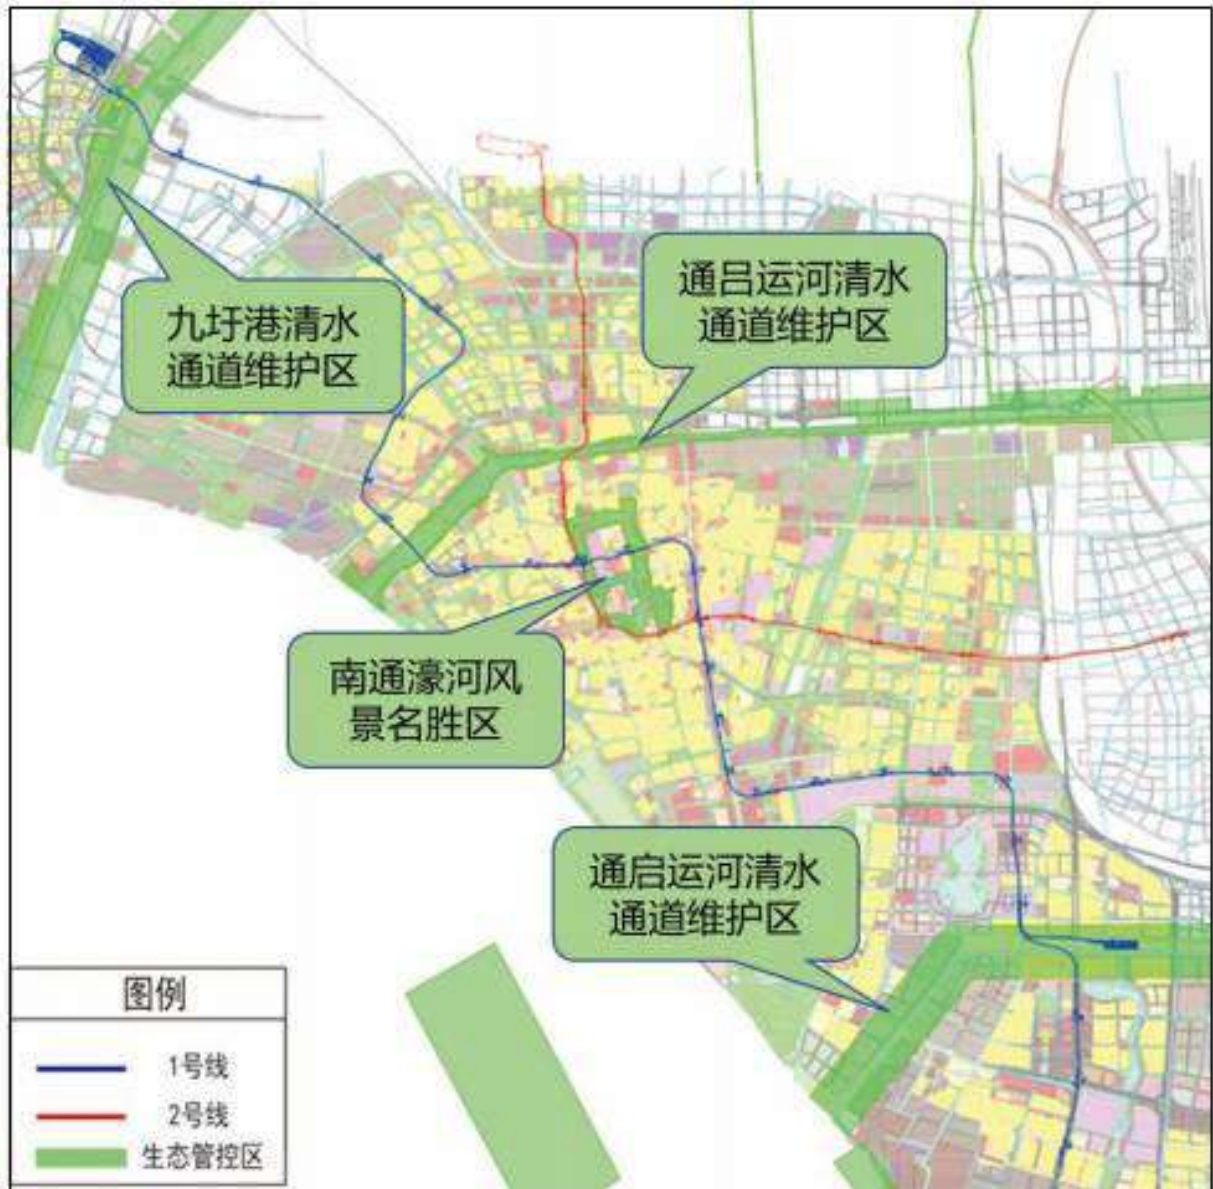 九圩港清水
通道维护区
通吕运河清水
通道维护区
南通濠河风
景名胜区
通启运河清水
通道维护区
图例
1号线
2号线
生态管控区